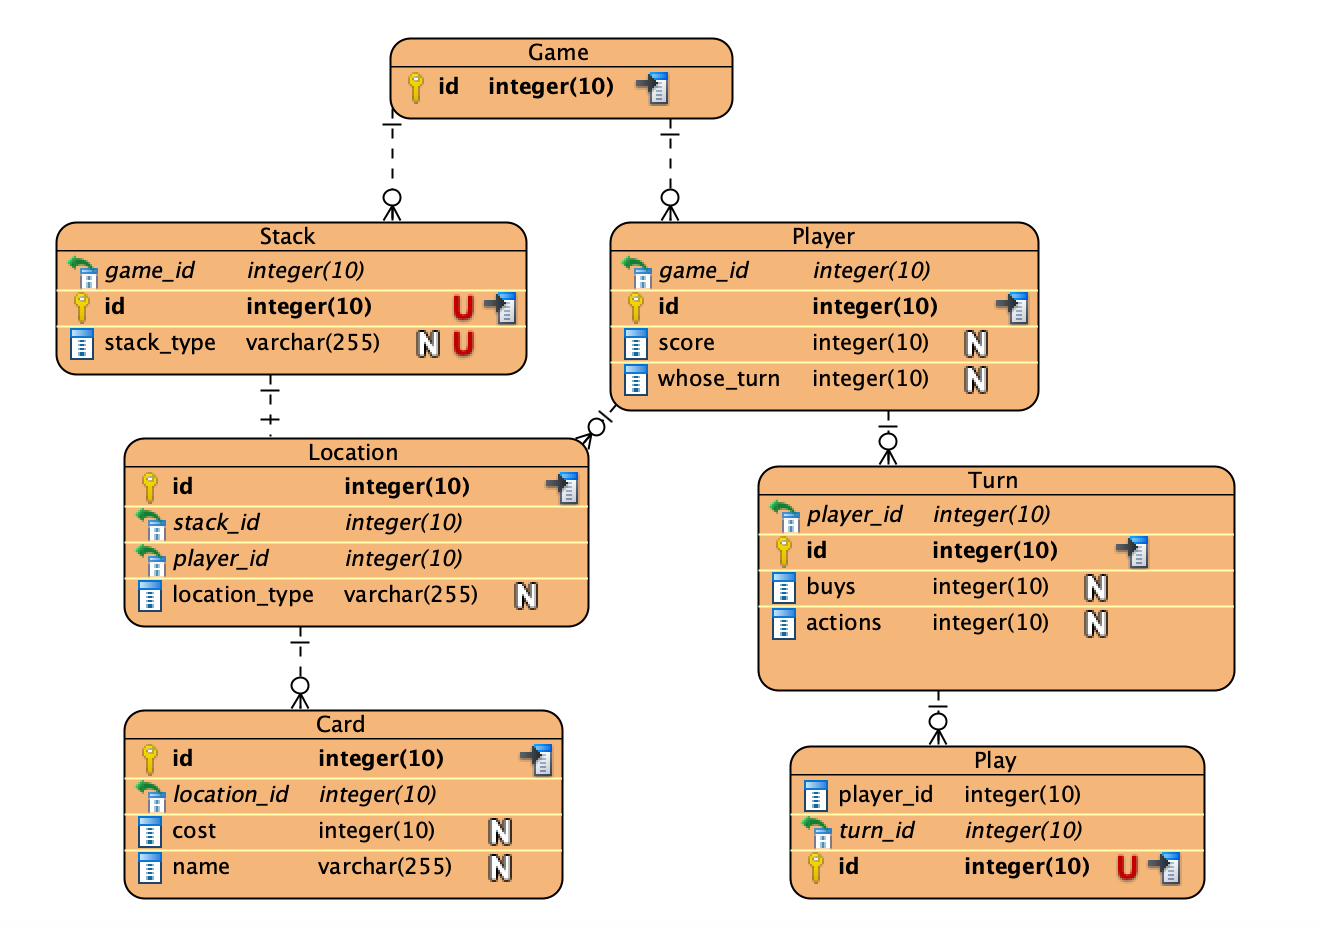 Game
id integer(10)
Stack
game_id integer(10)
id integer(10) U
stack_type varchar(255) N U
Player
game_id integer(10)
id integer(10)
score integer(10) N
whose_turn integer(10) N
Location
id integer(10)
stack_id integer(10)
player_id integer(10)
location_type varchar(255) N
Turn
player_id integer(10)
id integer(10)
buys integer(10) N
actions integer(10) N
Card
id integer(10)
location_id integer(10)
cost integer(10) N
name varchar(255) N
Play
player_id integer(10)
turn_id integer(10)
id integer(10) U